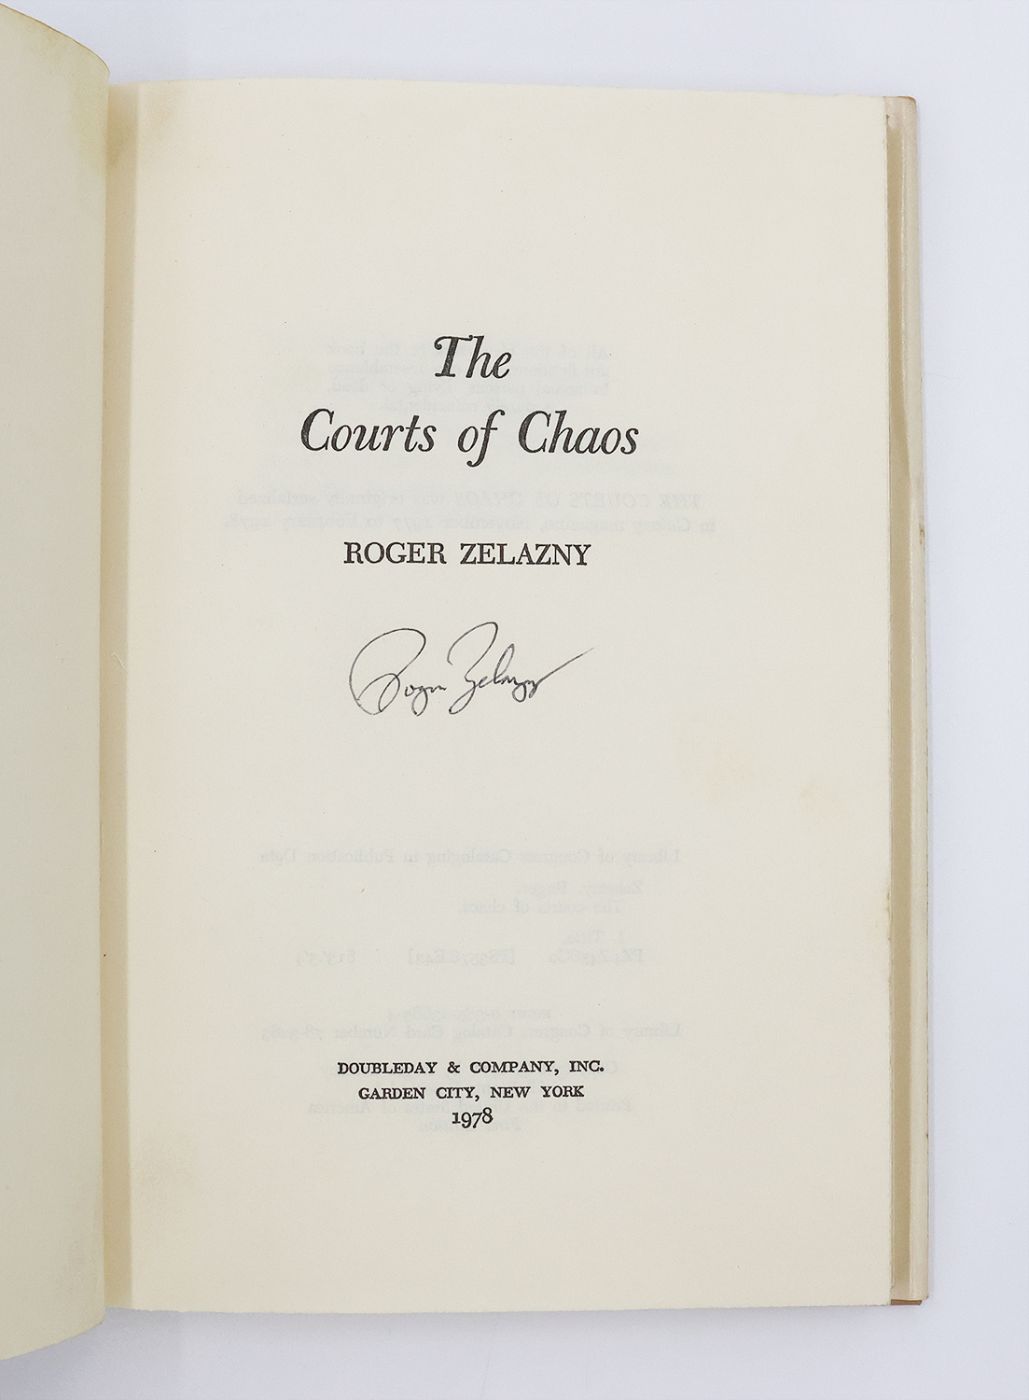 The
Courts of Chaos
ROGER ZELAZNY
Roger Zelazny
DOUBLEDAY & COMPANY, INC.
GARDEN CITY, NEW YORK
1978